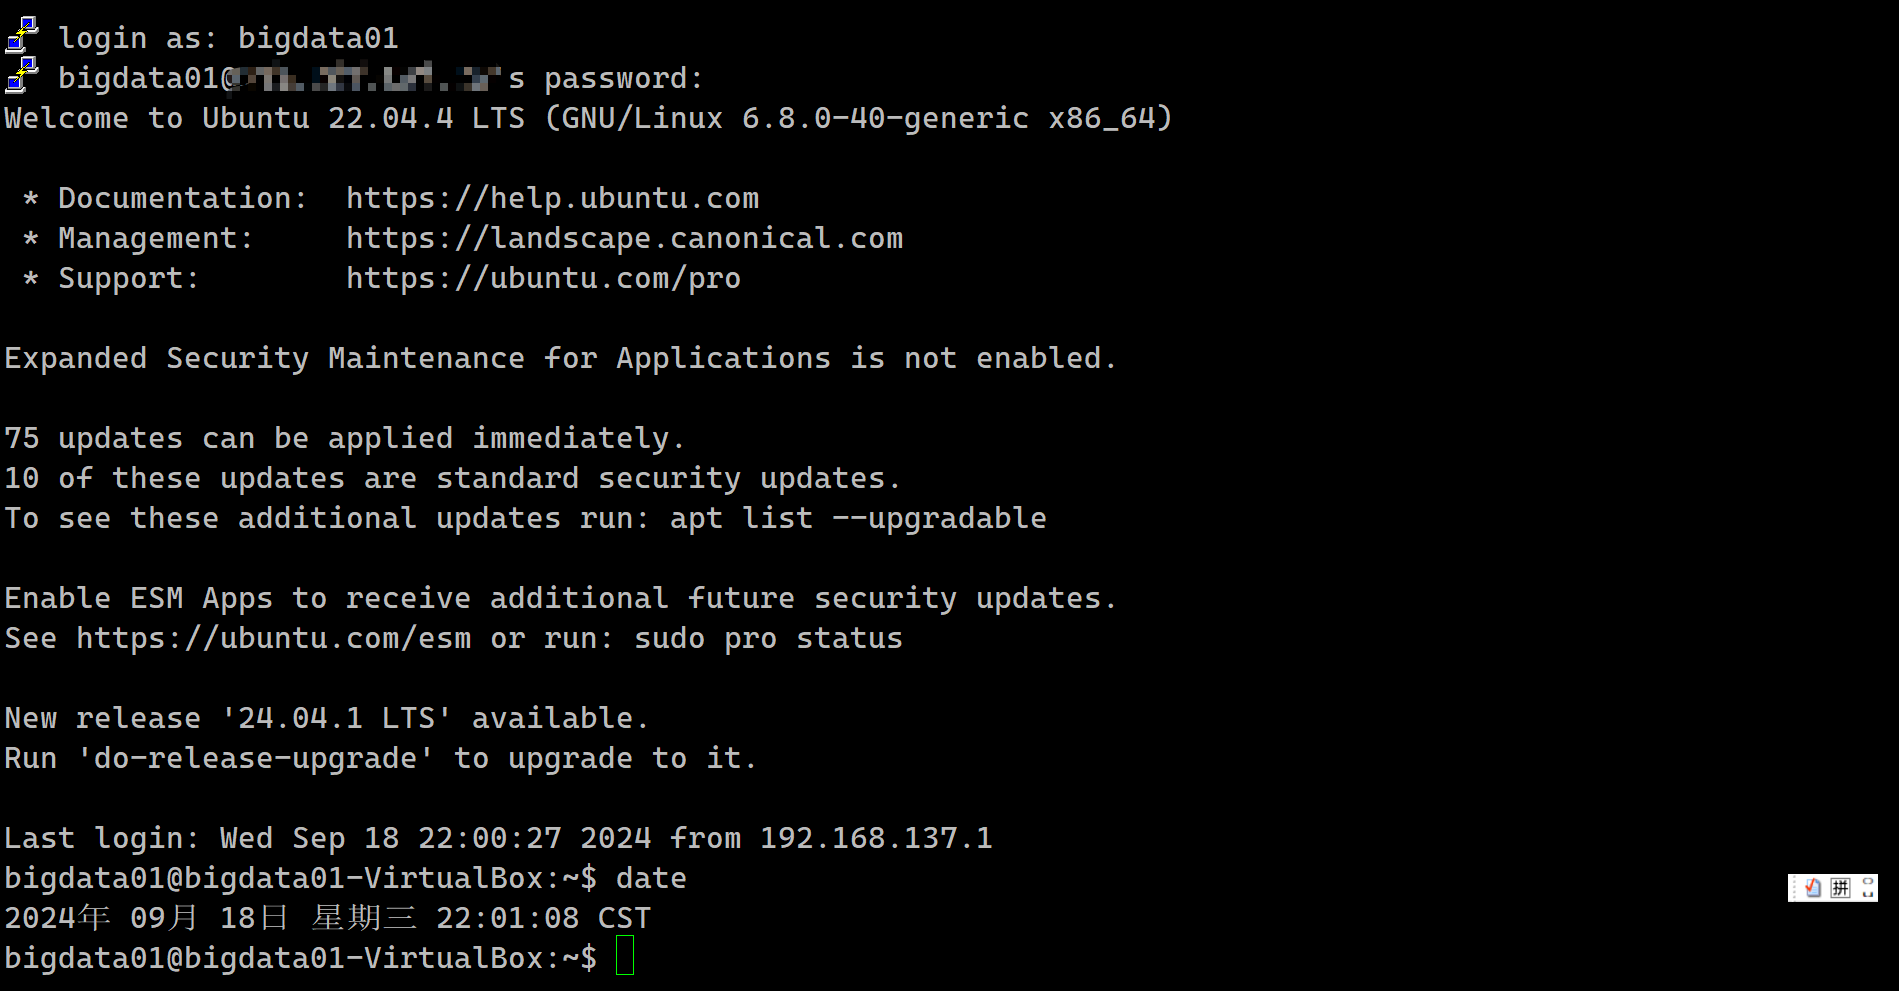 login as: bigdata01
bigdata01@ s password:
Welcome to Ubuntu 22.04.4 LTS (GNU/Linux 6.8.0-40-generic x86_64)
* Documentation: https://help.ubuntu.com
* Management: https://landscape.canonical.com
* Support: https://ubuntu.com/pro
Expanded Security Maintenance for Applications is not enabled.
75 updates can be applied immediately.
10 of these updates are standard security updates.
To see these additional updates run: apt list --upgradable
Enable ESM Apps to receive additional future security updates.
See https://ubuntu.com/esm or run: sudo pro status
New release '24.04.1 LTS' available.
Run 'do-release-upgrade' to upgrade to it.
Last login: Wed Sep 18 22:00:27 2024 from 192.168.137.1
bigdata01@bigdata01-VirtualBox:~$ date
2024年 09月 18日 星期三 22:01:08 CST
bigdata01@bigdata01-VirtualBox:~$
拼